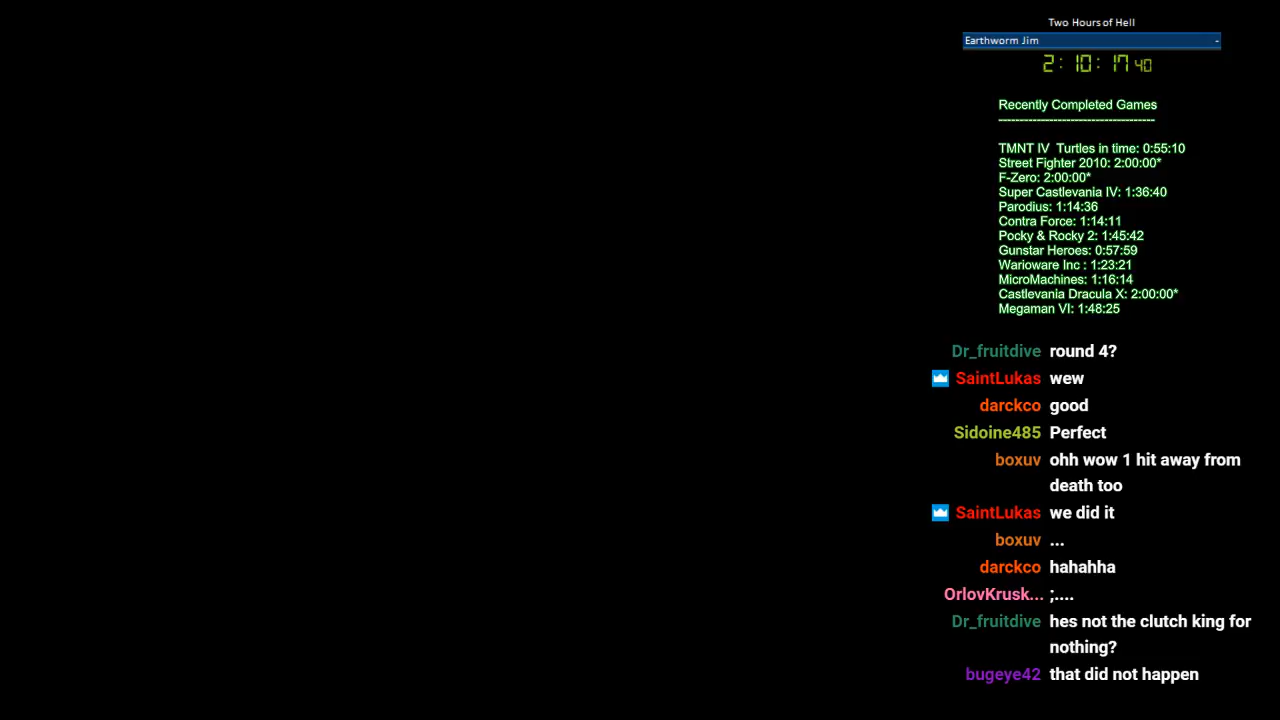 Two Hours of Hell
Earthworm Jim -
2:10:17 40
Recently Completed Games
---------------------------------------
TMNT IV  Turtles in time: 0:55:10
Street Fighter 2010: 2:00:00*
F-Zero: 2:00:00*
Super Castlevania IV: 1:36:40
Parodius: 1:14:36
Contra Force: 1:14:11
Pocky & Rocky 2: 1:45:42
Gunstar Heroes: 0:57:59
Warioware Inc : 1:23:21
MicroMachines: 1:16:14
Castlevania Dracula X: 2:00:00*
Megaman VI: 1:48:25
Dr_fruitdive round 4?
SaintLukas wew
darckco good
Sidoine485 Perfect
boxuv ohh wow 1 hit away from
death too
SaintLukas we did it
boxuv ...
darckco hahahha
OrlovKrusk... ;....
Dr_fruitdive hes not the clutch king for
nothing?
bugeye42 that did not happen